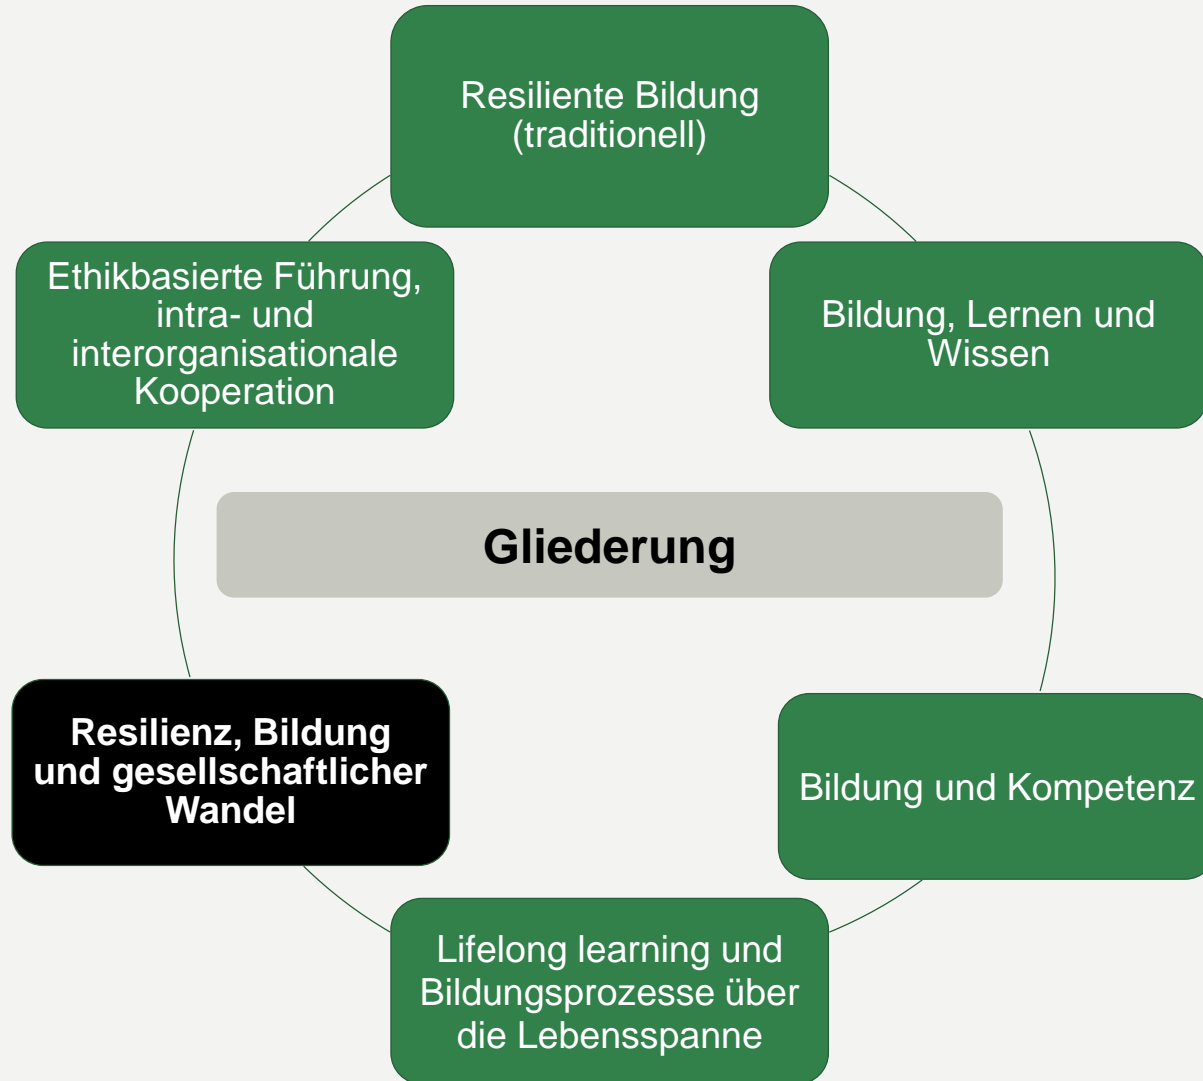 Resiliente Bildung
(traditionell)
Ethikbasierte Führung,
intra- und
interorganisationale
Kooperation
Bildung, Lernen und
Wissen
Gliederung
Resilienz, Bildung
und gesellschaftlicher
Wandel
Bildung und Kompetenz
Lifelong learning und
Bildungsprozesse über
die Lebensspanne